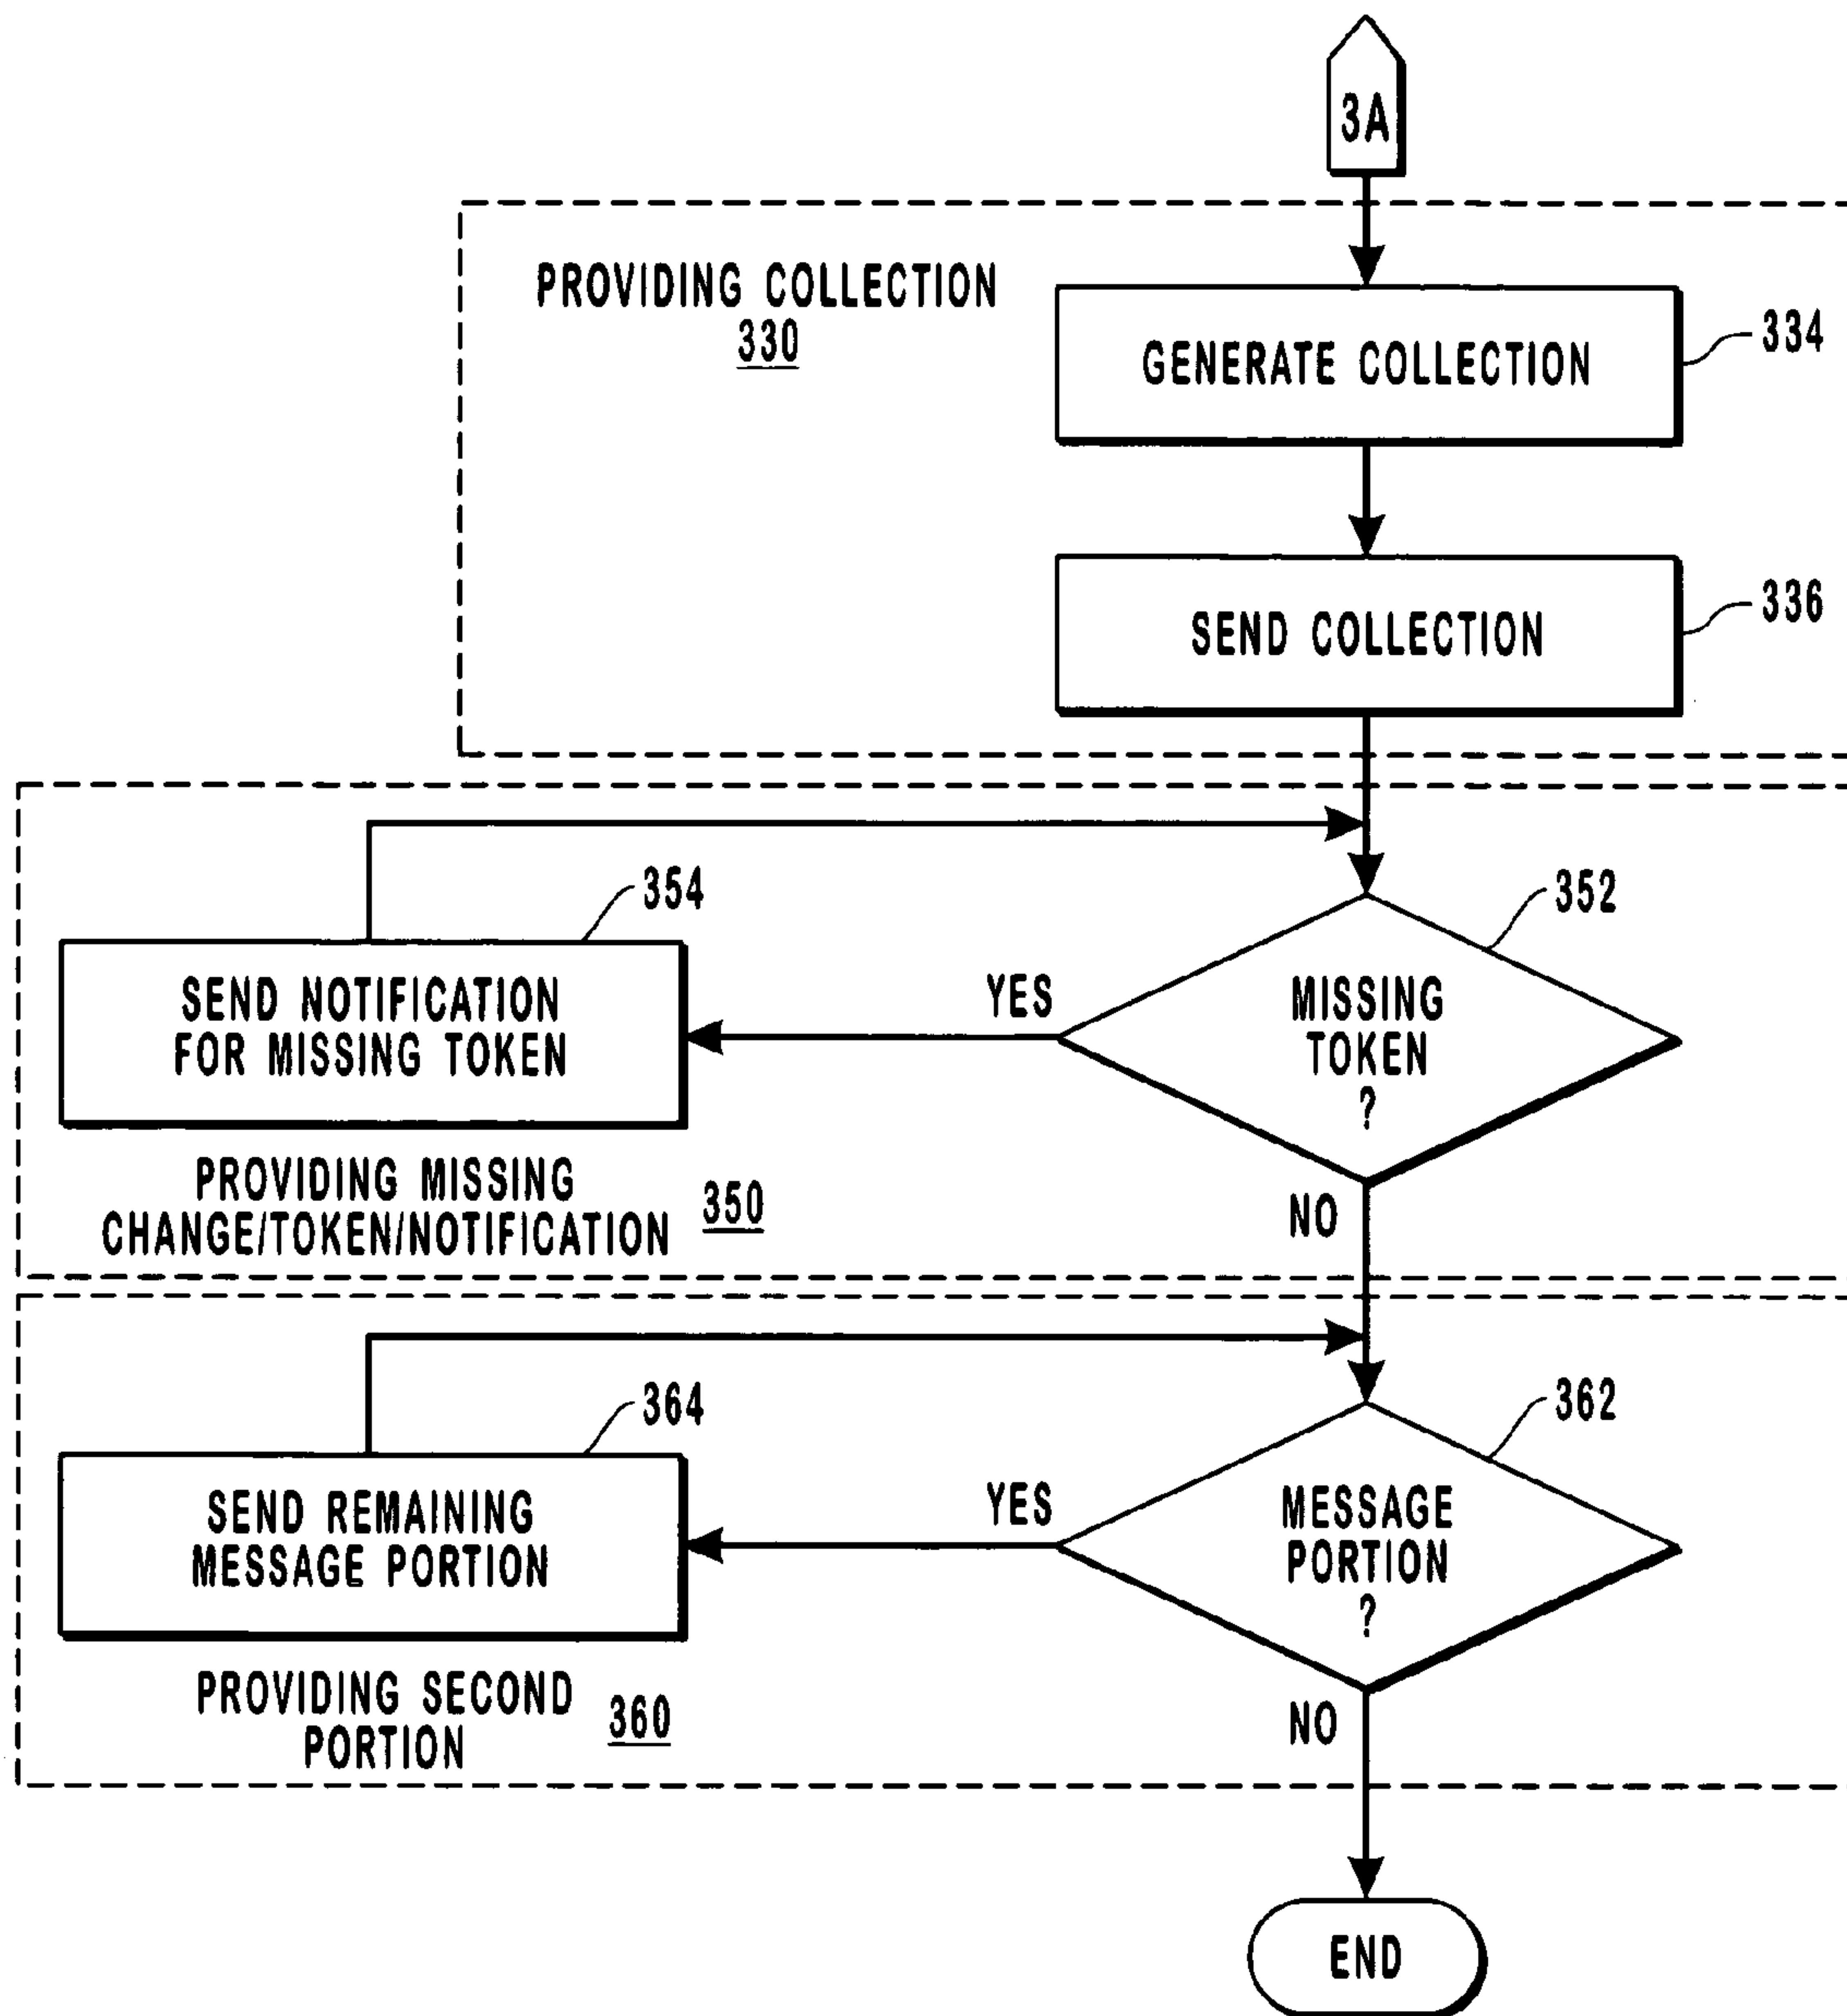 3A
PROVIDING COLLECTION
330
GENERATE COLLECTION
334
SEND COLLECTION
336
354
352
SEND NOTIFICATION
FOR MISSING TOKEN
YES
MISSING
TOKEN
?
PROVIDING MISSING
CHANGE/TOKEN/NOTIFICATION
350
NO
364
362
SEND REMAINING
MESSAGE PORTION
YES
MESSAGE
PORTION
?
PROVIDING SECOND
PORTION
360
NO
END